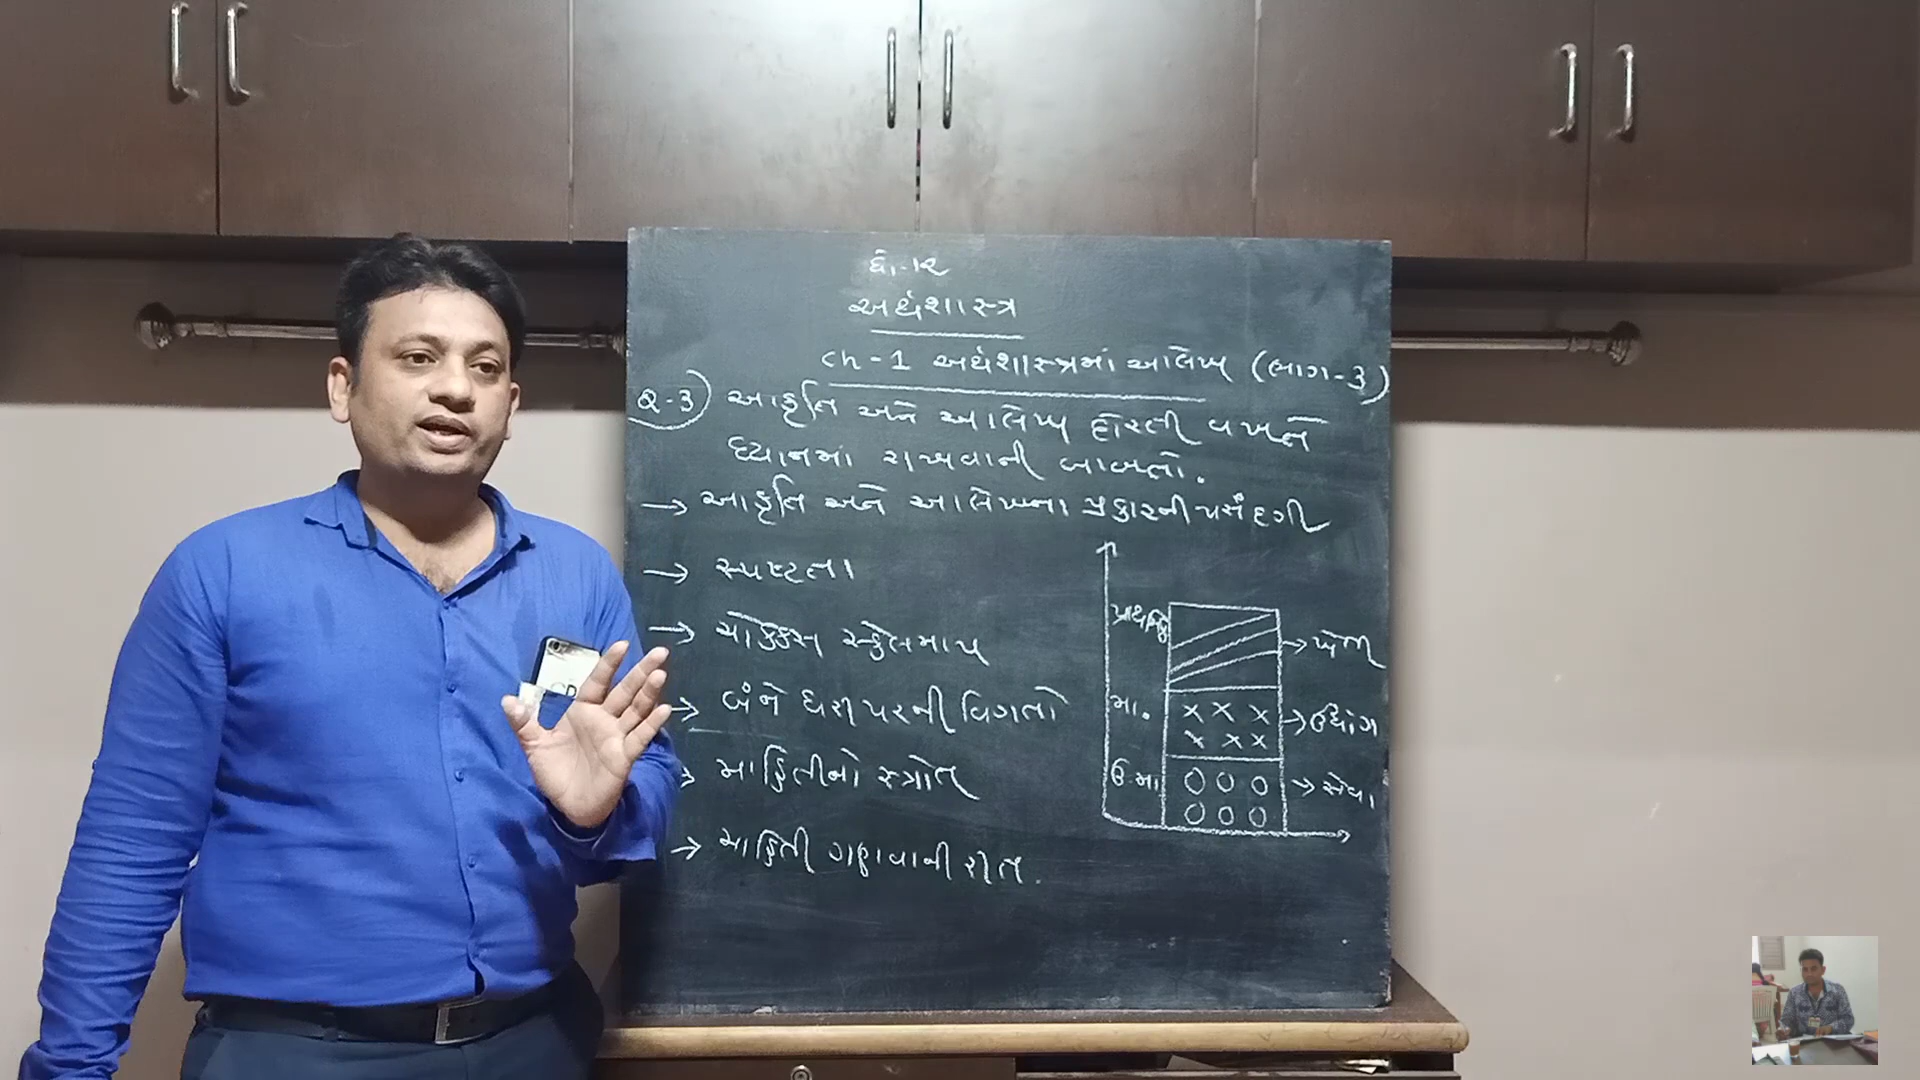 ધો.-૧૨
અર્થશાસ્ત્ર
ch-1 અર્થશાસ્ત્રમાં આલેખ (ભાગ-૩)
Q-3) આકૃતિ અને આલેખ દોરતી વખતે
ધ્યાનમાં રાખવાની બાબતો.
→ આકૃતિ અને આલેખના પ્રકારની પસંદગી
→ સ્પષ્ટતા
→ ચોક્કસ સ્કેલમાપ
→ બંને ધરી પરની વિગતો
→ માહિતીનો સ્ત્રોત
→ માહિતી ગણવાની રીત.
પ્રાથમિક → ખેતી
મા. → ઉદ્યોગ
ઉ.મા → સેવા